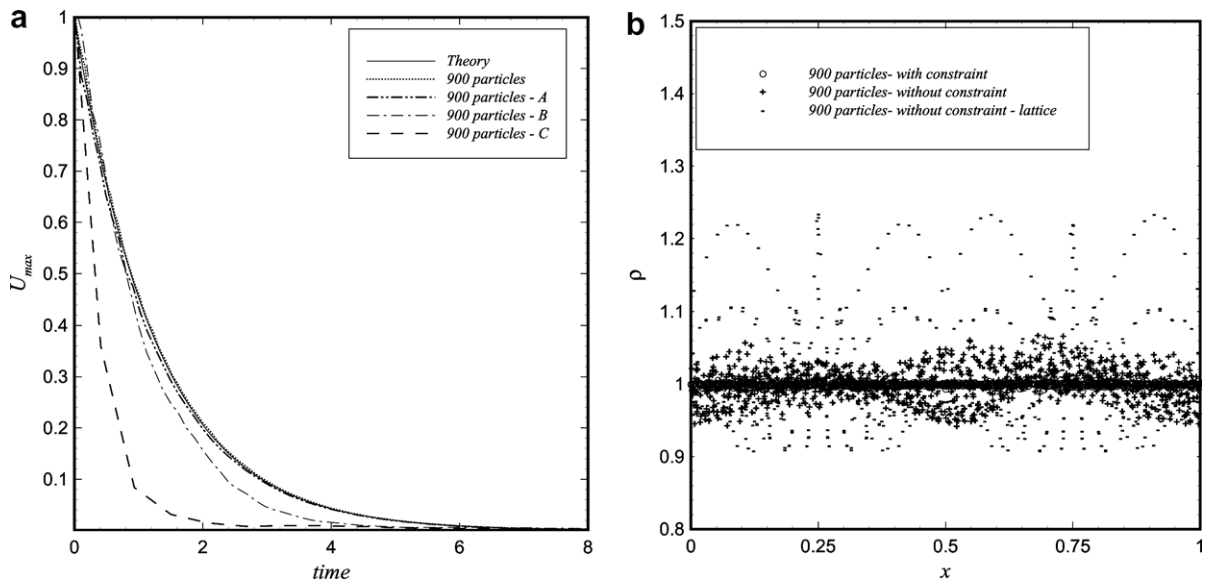 a
1
0.9
0.8
0.7
0.6
0.5
0.4
0.3
0.2
0.1
U max
0
2
4
6
8
time
Theory
900 particles
900 particles - A
900 particles - B
900 particles - C
b
1.5
1.4
1.3
1.2
1.1
1
0.9
0.8
ρ
0
0.25
0.5
0.75
1
x
900 particles- with constraint
900 particles- without constraint
900 particles- without constraint - lattice